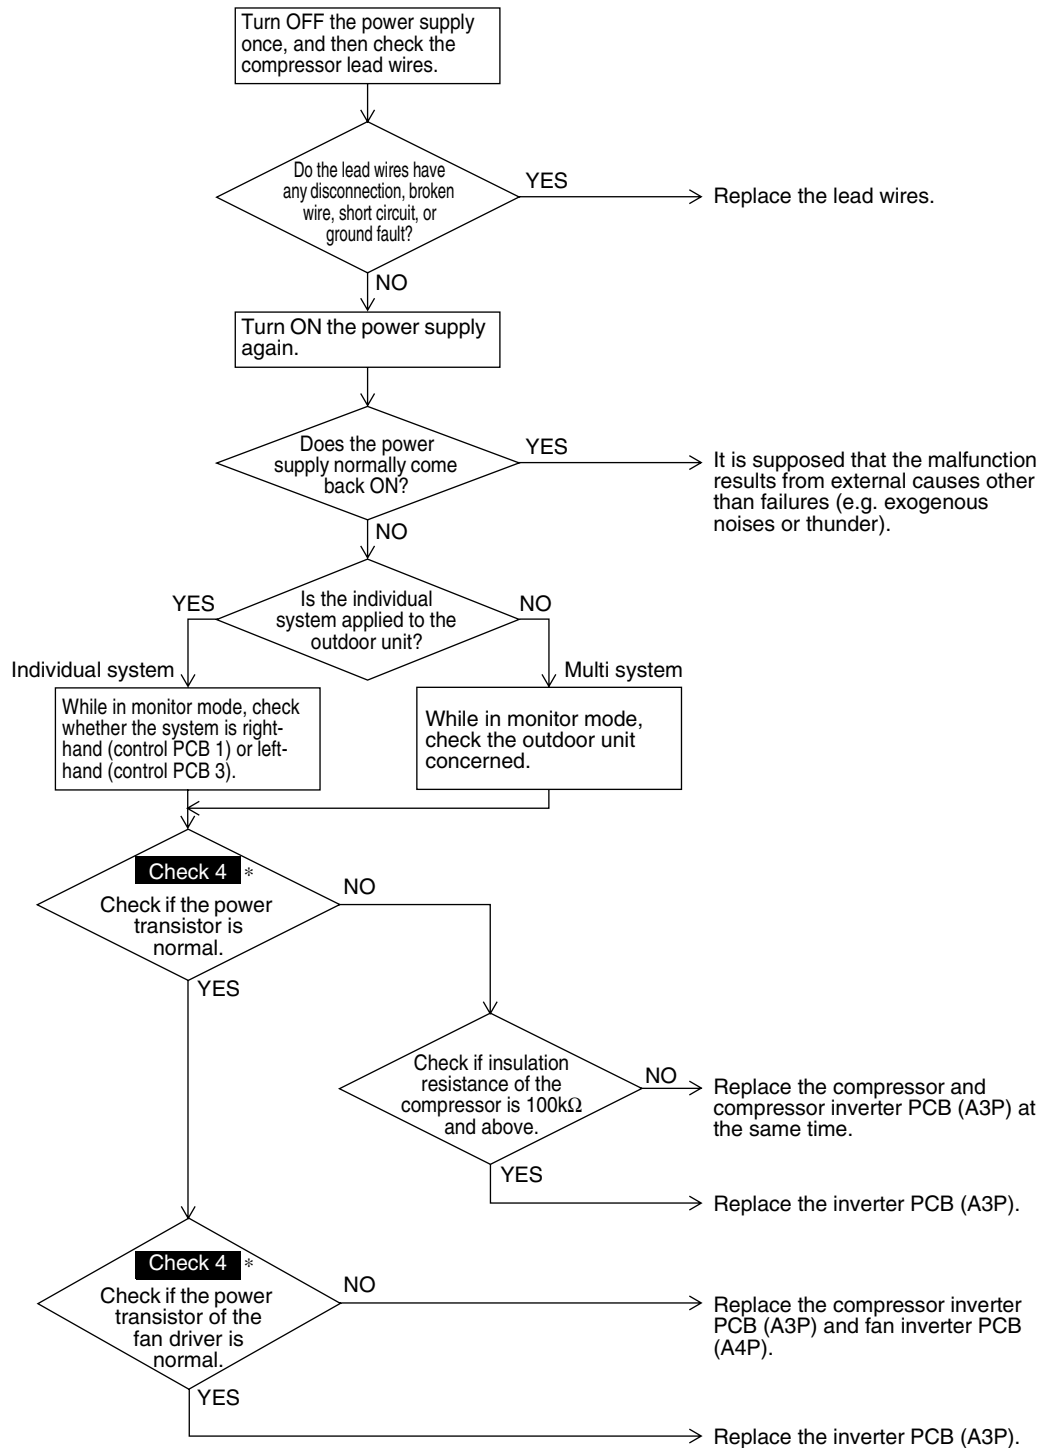 Turn OFF the power supply
once, and then check the
compressor lead wires.
Do the lead wires have
any disconnection, broken
wire, short circuit, or
ground fault?
YES
Replace the lead wires.
NO
Turn ON the power supply
again.
Does the power
supply normally come
back ON?
YES
It is supposed that the malfunction
results from external causes other
than failures (e.g. exogenous
noises or thunder).
NO
Is the individual
system applied to the
outdoor unit?
YES
NO
Individual system
Multi system
While in monitor mode, check
whether the system is right-
hand (control PCB 1) or left-
hand (control PCB 3).
While in monitor mode,
check the outdoor unit
concerned.
Check 4 *
Check if the power
transistor is
normal.
NO
YES
Check if insulation
resistance of the
compressor is 100kΩ
and above.
NO
Replace the compressor and
compressor inverter PCB (A3P) at
the same time.
YES
Replace the inverter PCB (A3P).
Check 4 *
Check if the power
transistor of the
fan driver is
normal.
NO
Replace the compressor inverter
PCB (A3P) and fan inverter PCB
(A4P).
YES
Replace the inverter PCB (A3P).